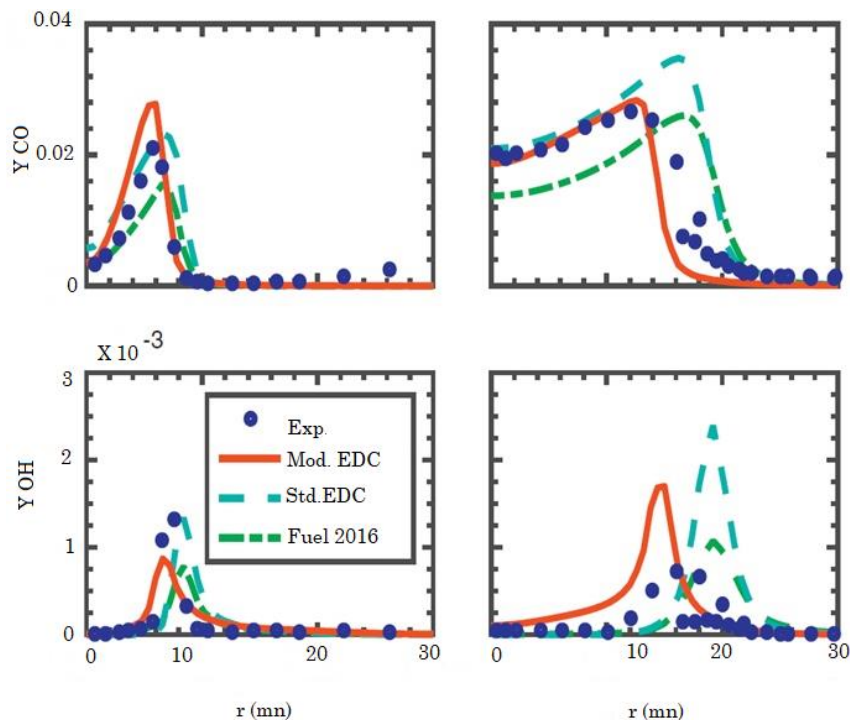 0.04
Y CO
0.02
0
X 10⁻³
3
Y OH
2
1
0
Exp.
Mod. EDC
Std.EDC
Fuel 2016
0 10 20 30
0 10 20 30
r (mn)
r (mn)